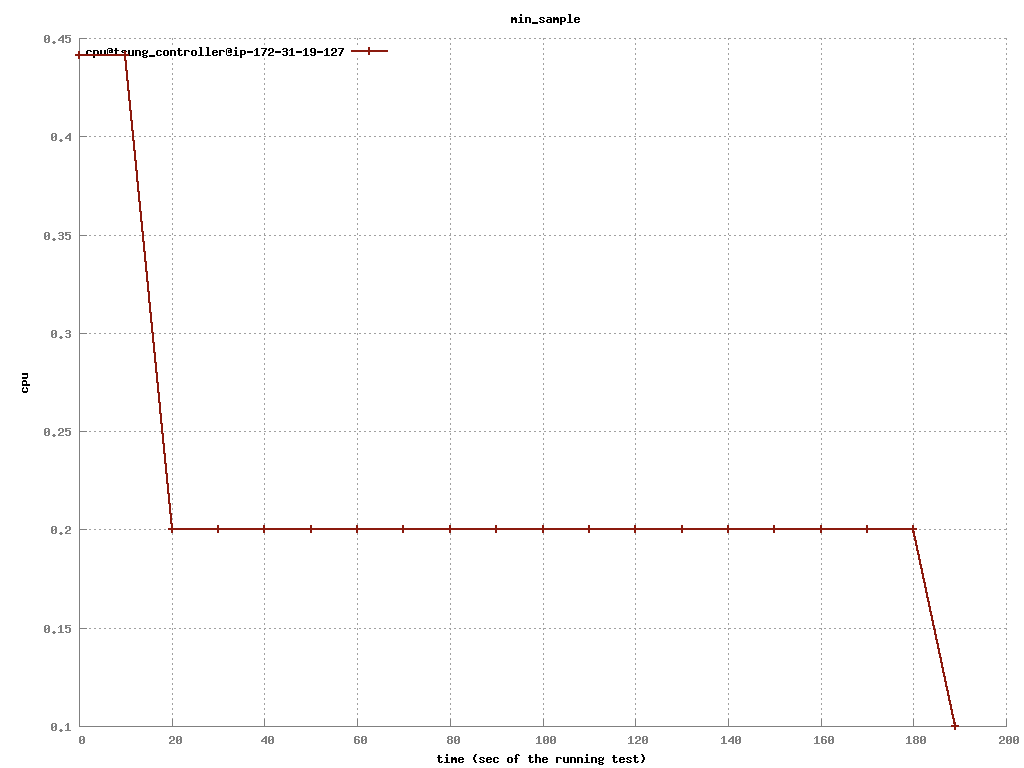 min_sample
cpu@tsung_controller@ip-172-31-19-127
0.45
0.4
0.35
0.3
0.25
0.2
0.15
0.1
cpu
0 20 40 60 80 100 120 140 160 180 200
time (sec of the running test)